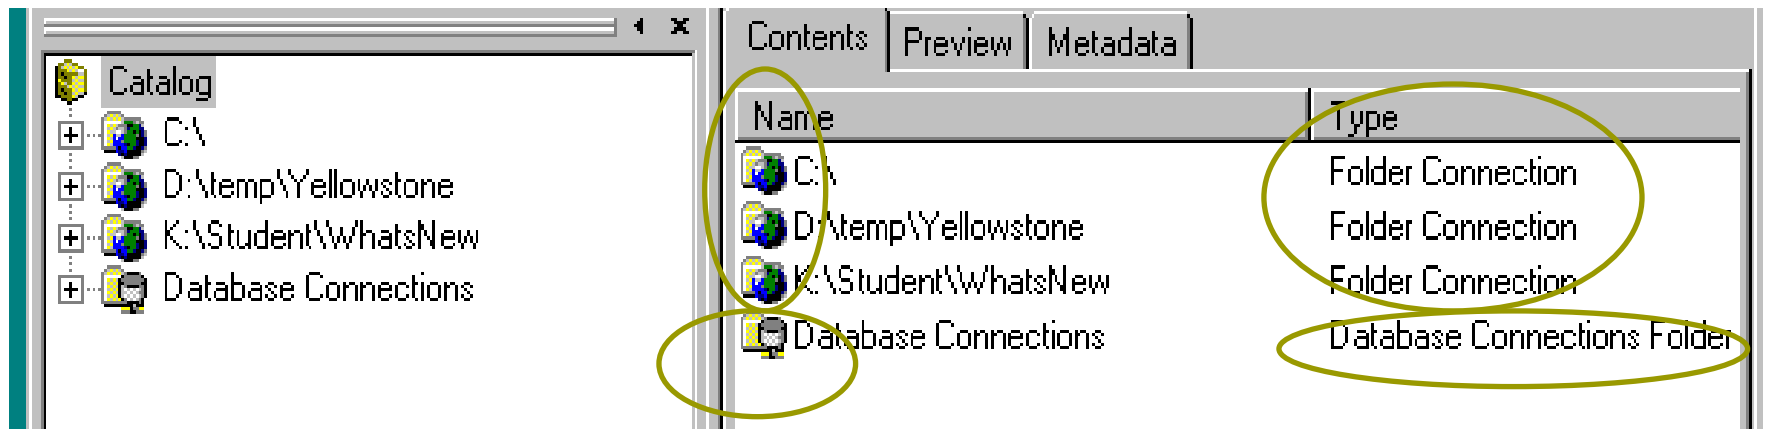 Catalog
C:\
D:\temp\Yellowstone
K:\Student\WhatsNew
Database Connections
Contents Preview Metadata
Name Type
C:\ Folder Connection
D:\temp\Yellowstone Folder Connection
K:\Student\WhatsNew Folder Connection
Database Connections Database Connections Folder